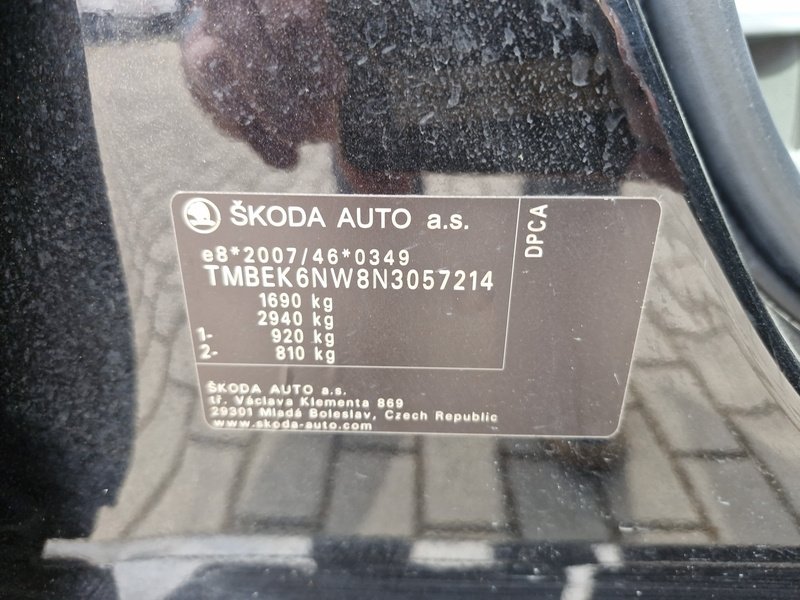 ŠKODA AUTO a.s.
DPCA
e8*2007/46*0349
TMBEK6NW8N3057214
1690 kg
2940 kg
1- 920 kg
2- 810 kg
ŠKODA AUTO a.s.
tř. Václava Klementa 869
29301 Mladá Boleslav, Czech Republic
www.skoda-auto.com